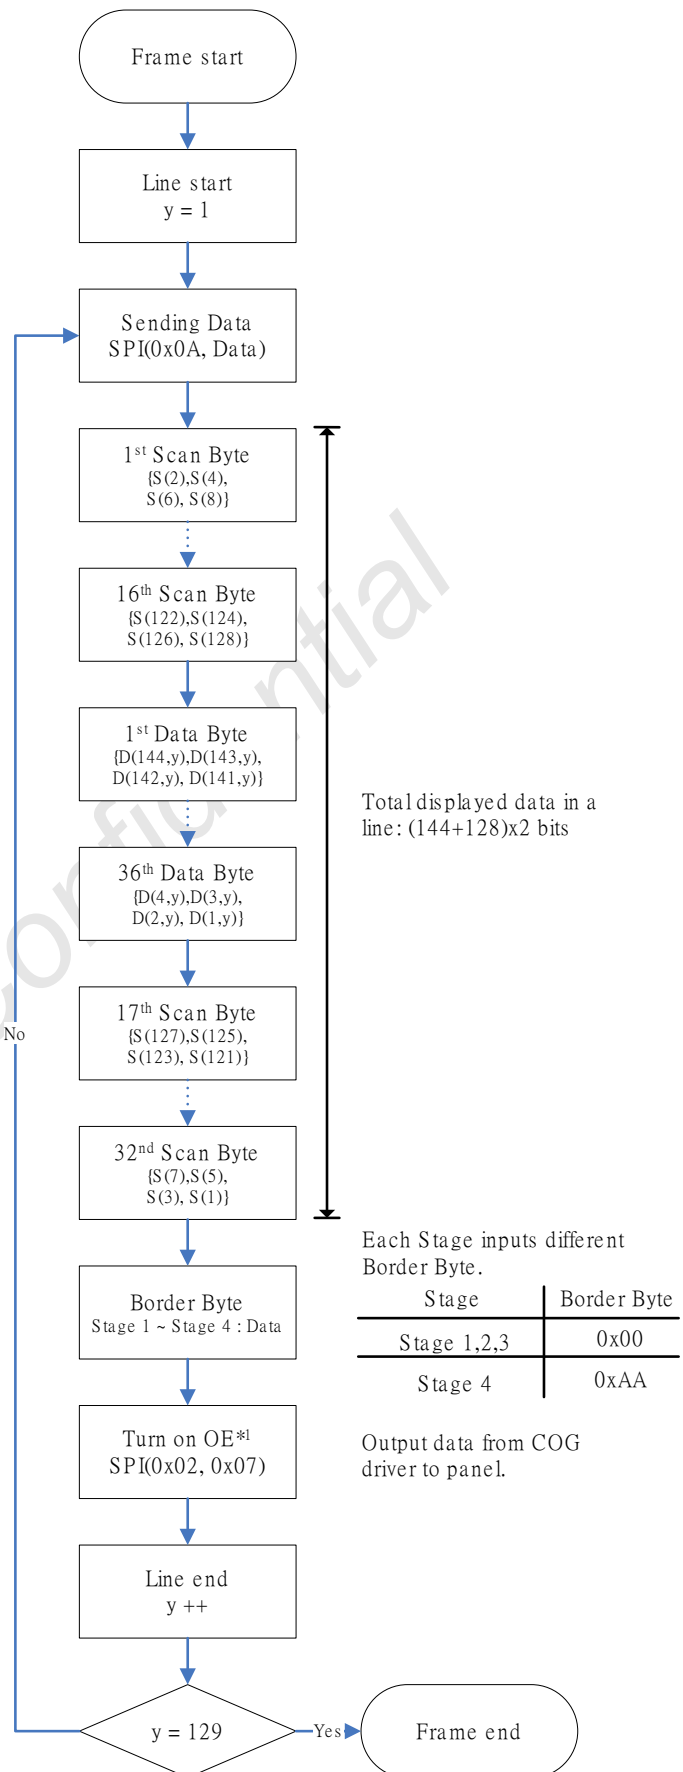 Frame start
Line start
y = 1
Sending Data
SPI(0x0A, Data)
1st Scan Byte
{S(2),S(4),
S(6), S(8)}
16th Scan Byte
{S(122),S(124),
S(126), S(128)}
1st Data Byte
{D(144,y),D(143,y),
D(142,y), D(141,y)}
Total displayed data in a
line: (144+128)x2 bits
36th Data Byte
{D(4,y),D(3,y),
D(2,y), D(1,y)}
17th Scan Byte
{S(127),S(125),
S(123), S(121)}
No
32nd Scan Byte
{S(7),S(5),
S(3), S(1)}
Each Stage inputs different
Border Byte.
Stage Border Byte
Stage 1,2,3 0x00
Stage 4 0xAA
Border Byte
Stage 1 ~ Stage 4 : Data
Turn on OE*1
SPI(0x02, 0x07)
Output data from COG
driver to panel.
Line end
y ++
y = 129
Yes
Frame end
Confidential